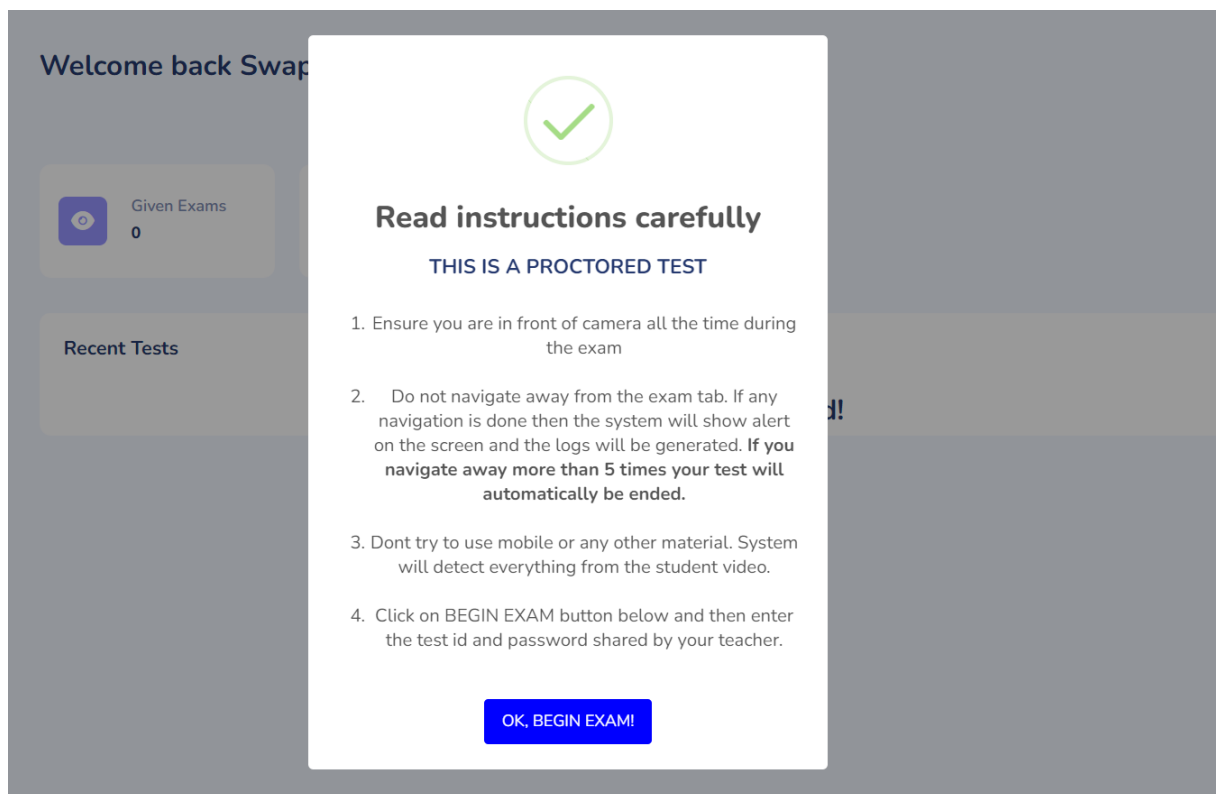 Welcome back Swap
Given Exams
0
Recent Tests
d!
Read instructions carefully
THIS IS A PROCTORED TEST
1. Ensure you are in front of camera all the time during
the exam
2. Do not navigate away from the exam tab. If any
navigation is done then the system will show alert
on the screen and the logs will be generated. If you
navigate away more than 5 times your test will
automatically be ended.
3. Dont try to use mobile or any other material. System
will detect everything from the student video.
4. Click on BEGIN EXAM button below and then enter
the test id and password shared by your teacher.
OK, BEGIN EXAM!